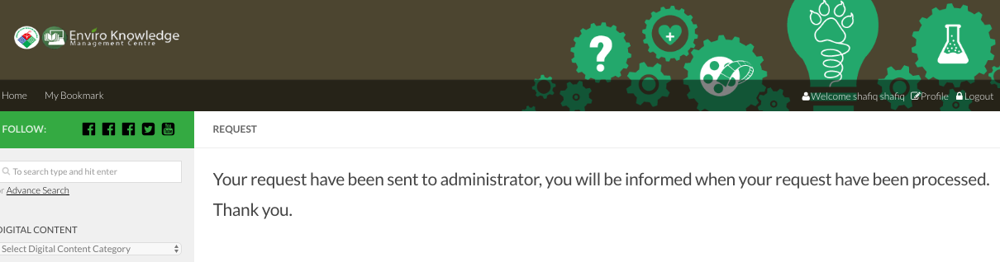 Enviro Knowledge
Management Centre
?
Home My Bookmark
Welcome shafiq shafiq Profile Logout
FOLLOW:
You Tube
REQUEST
To search type and hit enter
Advance Search
Your request have been sent to administrator, you will be informed when your request have been processed.
Thank you.
DIGITAL CONTENT
Select Digital Content Category